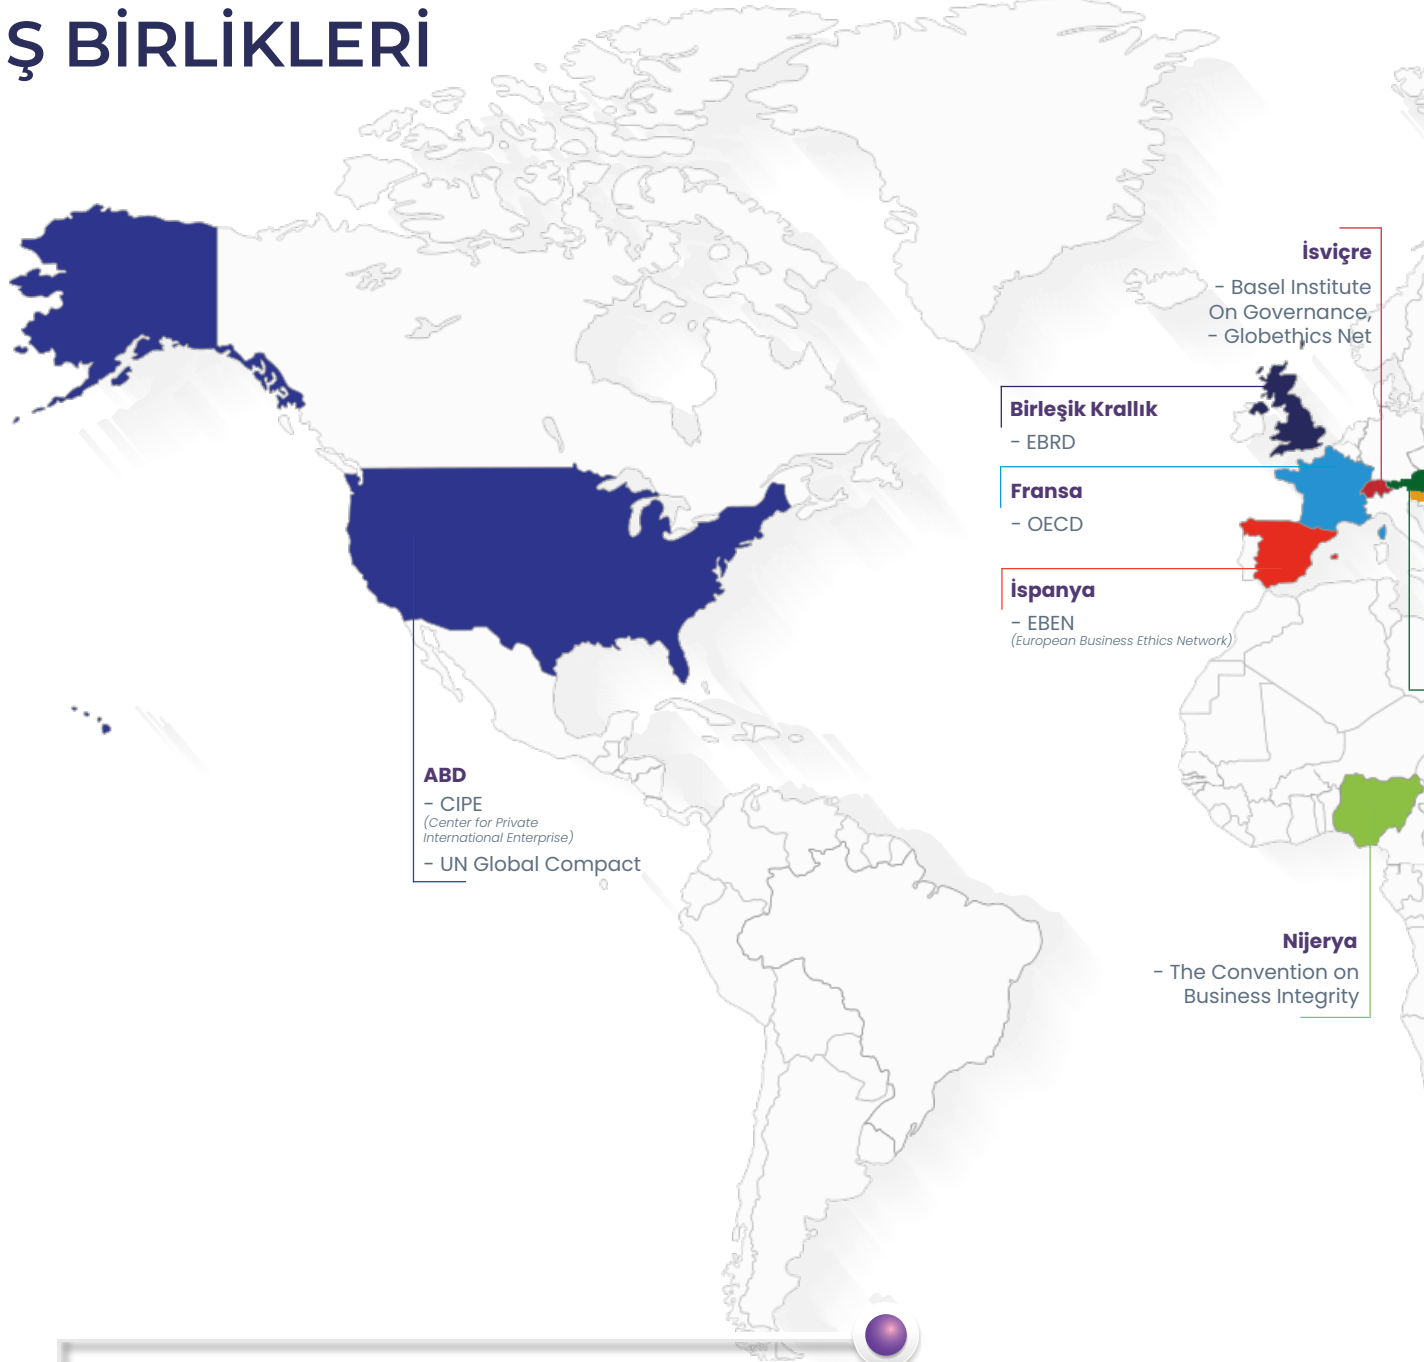 Ş BİRLİKLERİ
İsviçre
- Basel Institute
On Governance,
- Globethics Net
Birleşik Krallık
- EBRD
Fransa
- OECD
İspanya
- EBEN
(European Business Ethics Network)
ABD
- CIPE
(Center for Private
International Enterprise)
- UN Global Compact
Nijerya
- The Convention on
Business Integrity